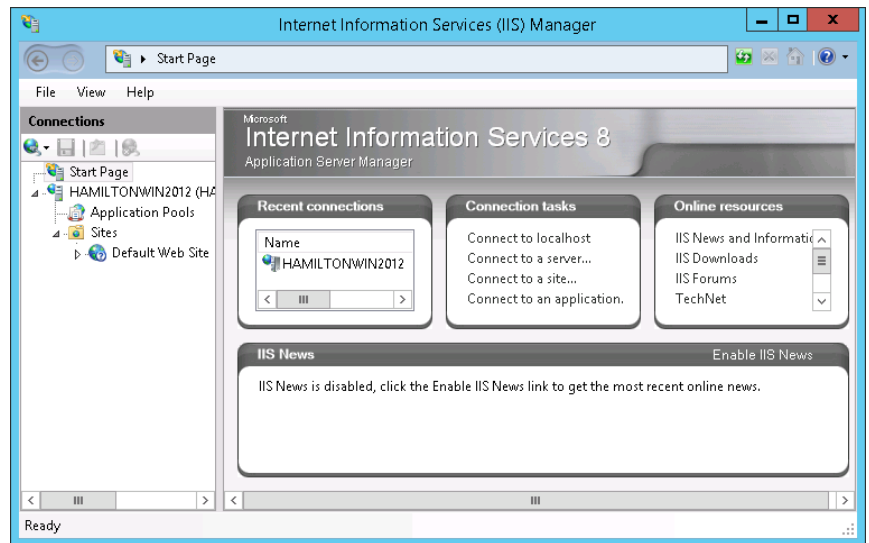 Internet Information Services (IIS) Manager
Start Page
File View Help
Connections
Start Page
HAMILTONWIN2012 (HA
Application Pools
Sites
Default Web Site
Microsoft
Internet Information Services 8
Application Server Manager
Recent connections
Name
HAMILTONWIN2012
Connection tasks
Connect to localhost
Connect to a server...
Connect to a site...
Connect to an application.
Online resources
IIS News and Informatic
IIS Downloads
IIS Forums
TechNet
IIS News
Enable IIS News
IIS News is disabled, click the Enable IIS News link to get the most recent online news.
Ready